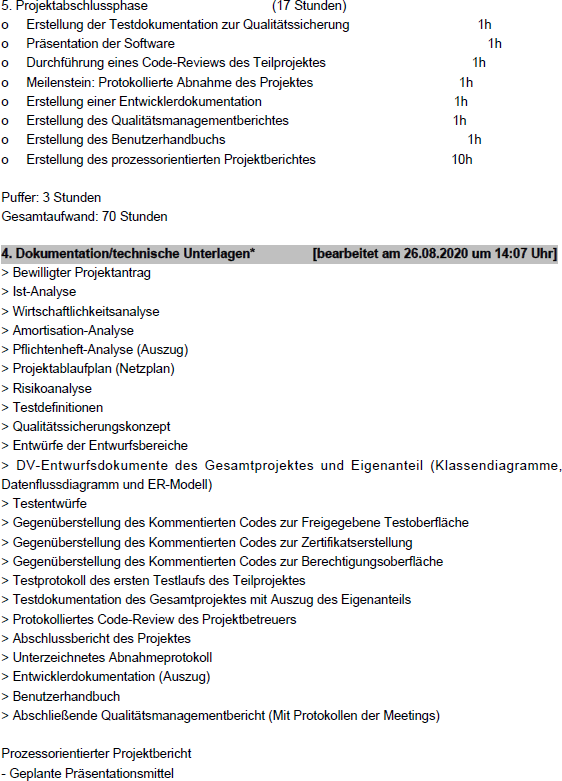 5. Projektabschlussphase (17 Stunden)
o Erstellung der Testdokumentation zur Qualitätssicherung 1h
o Präsentation der Software 1h
o Durchführung eines Code-Reviews des Teilprojektes 1h
o Meilenstein: Protokollierte Abnahme des Projektes 1h
o Erstellung einer Entwicklerdokumentation 1h
o Erstellung des Qualitätsmanagementberichtes 1h
o Erstellung des Benutzerhandbuchs 1h
o Erstellung des prozessorientierten Projektberichtes 10h
Puffer: 3 Stunden
Gesamtaufwand: 70 Stunden
4. Dokumentation/technische Unterlagen* [bearbeitet am 26.08.2020 um 14:07 Uhr]
> Bewilligter Projektantrag
> Ist-Analyse
> Wirtschaftlichkeitsanalyse
> Amortisation-Analyse
> Pflichtenheft-Analyse (Auszug)
> Projektablaufplan (Netzplan)
> Risikoanalyse
> Testdefinitionen
> Qualitätssicherungskonzept
> Entwürfe der Entwurfsbereiche
> DV-Entwurfsdokumente des Gesamtprojektes und Eigenanteil (Klassendiagramme,
Datenflussdiagramm und ER-Modell)
> Testentwürfe
> Gegenüberstellung des Kommentierten Codes zur Freigegebene Testoberfläche
> Gegenüberstellung des Kommentierten Codes zur Zertifikatserstellung
> Gegenüberstellung des Kommentierten Codes zur Berechtigungsoberfläche
> Testprotokoll des ersten Testlaufs des Teilprojektes
> Testdokumentation des Gesamtprojektes mit Auszug des Eigenanteils
> Protokolliertes Code-Review des Projektbetreuers
> Abschlussbericht des Projektes
> Unterzeichnetes Abnahmeprotokoll
> Entwicklerdokumentation (Auszug)
> Benutzerhandbuch
> Abschließende Qualitätsmanagementbericht (Mit Protokollen der Meetings)
Prozessorientierter Projektbericht
- Geplante Präsentationsmittel